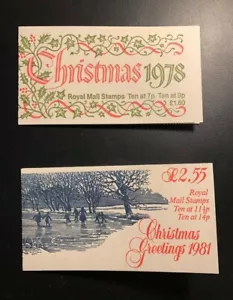 Christmas 1978
Royal Mail Stamps Ten at 7p. Ten at 9p
£1.60
£2.55
Royal
Mail Stamps
Ten at 11½p
Ten at 14p
Christmas
Greetings 1981